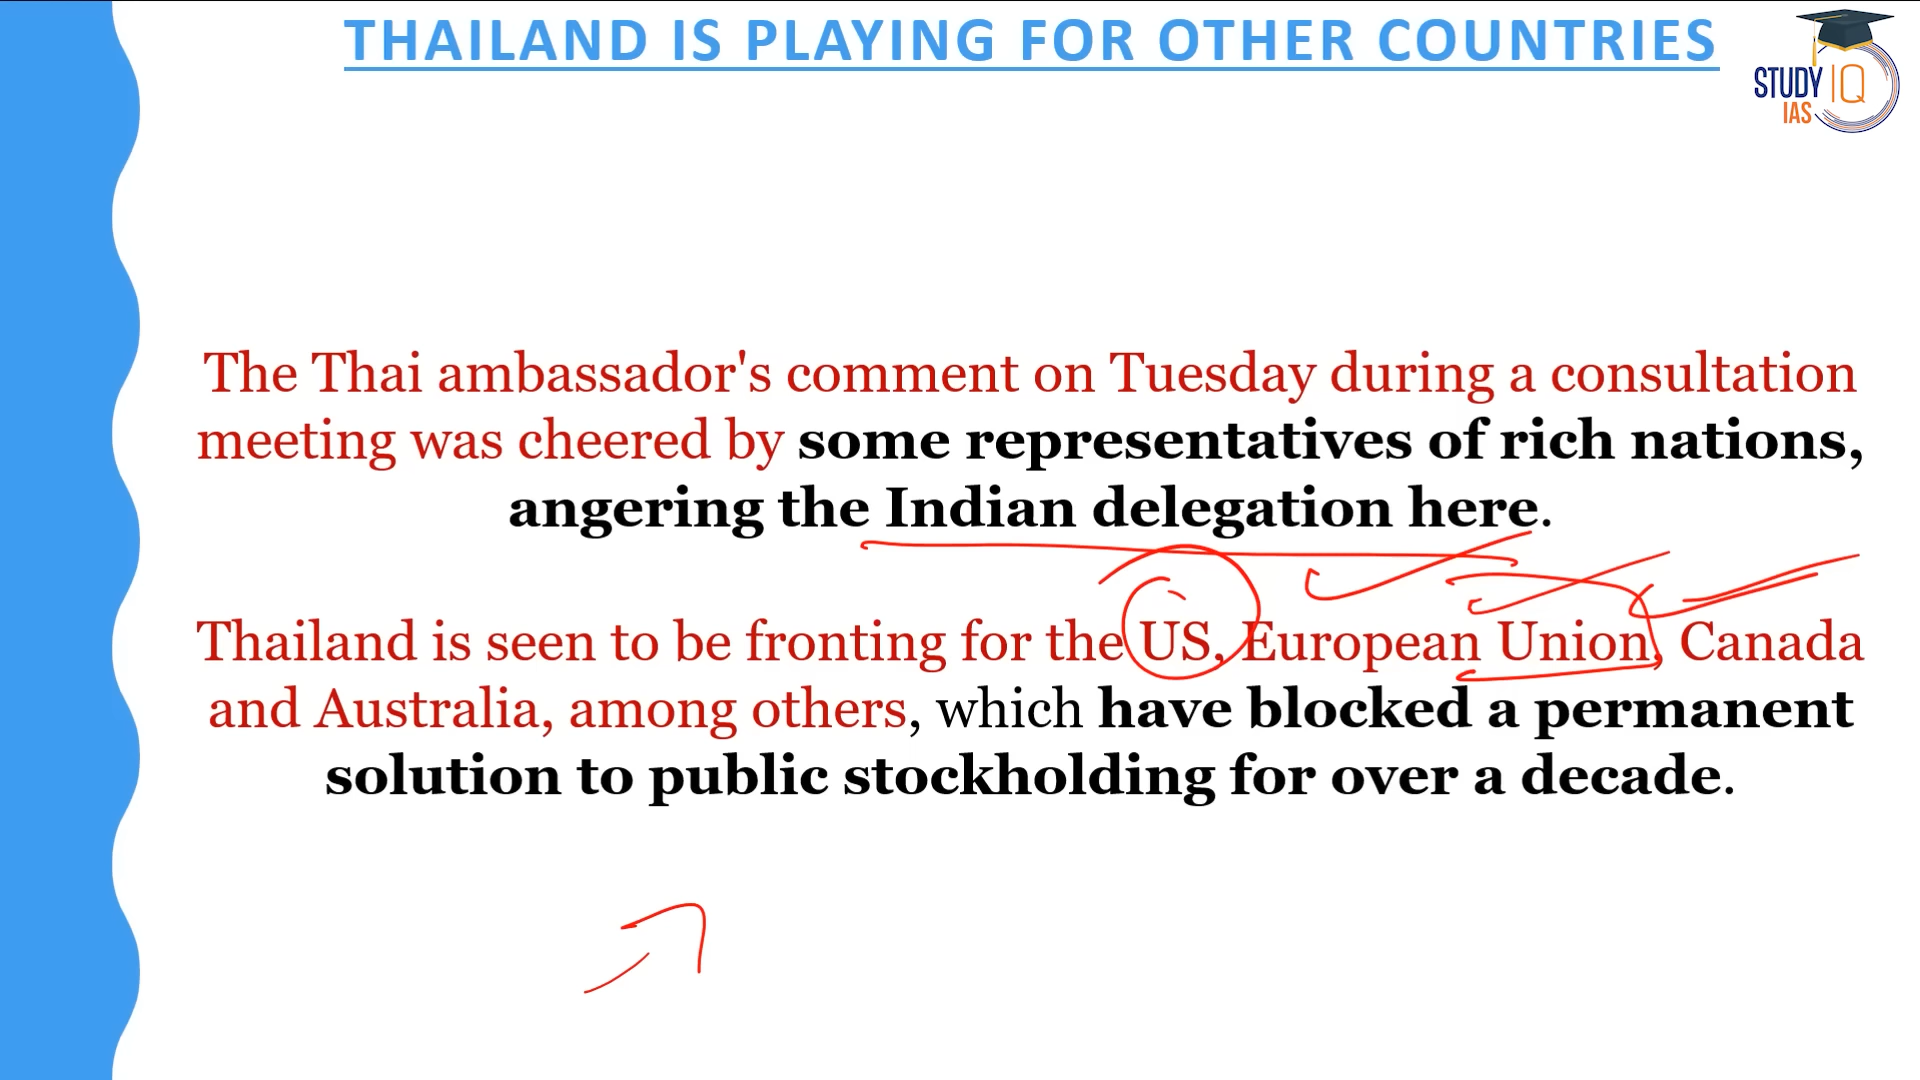 THAILAND IS PLAYING FOR OTHER COUNTRIES
STUDY IQ
IAS
The Thai ambassador's comment on Tuesday during a consultation
meeting was cheered by some representatives of rich nations,
angering the Indian delegation here.
Thailand is seen to be fronting for the US, European Union, Canada
and Australia, among others, which have blocked a permanent
solution to public stockholding for over a decade.